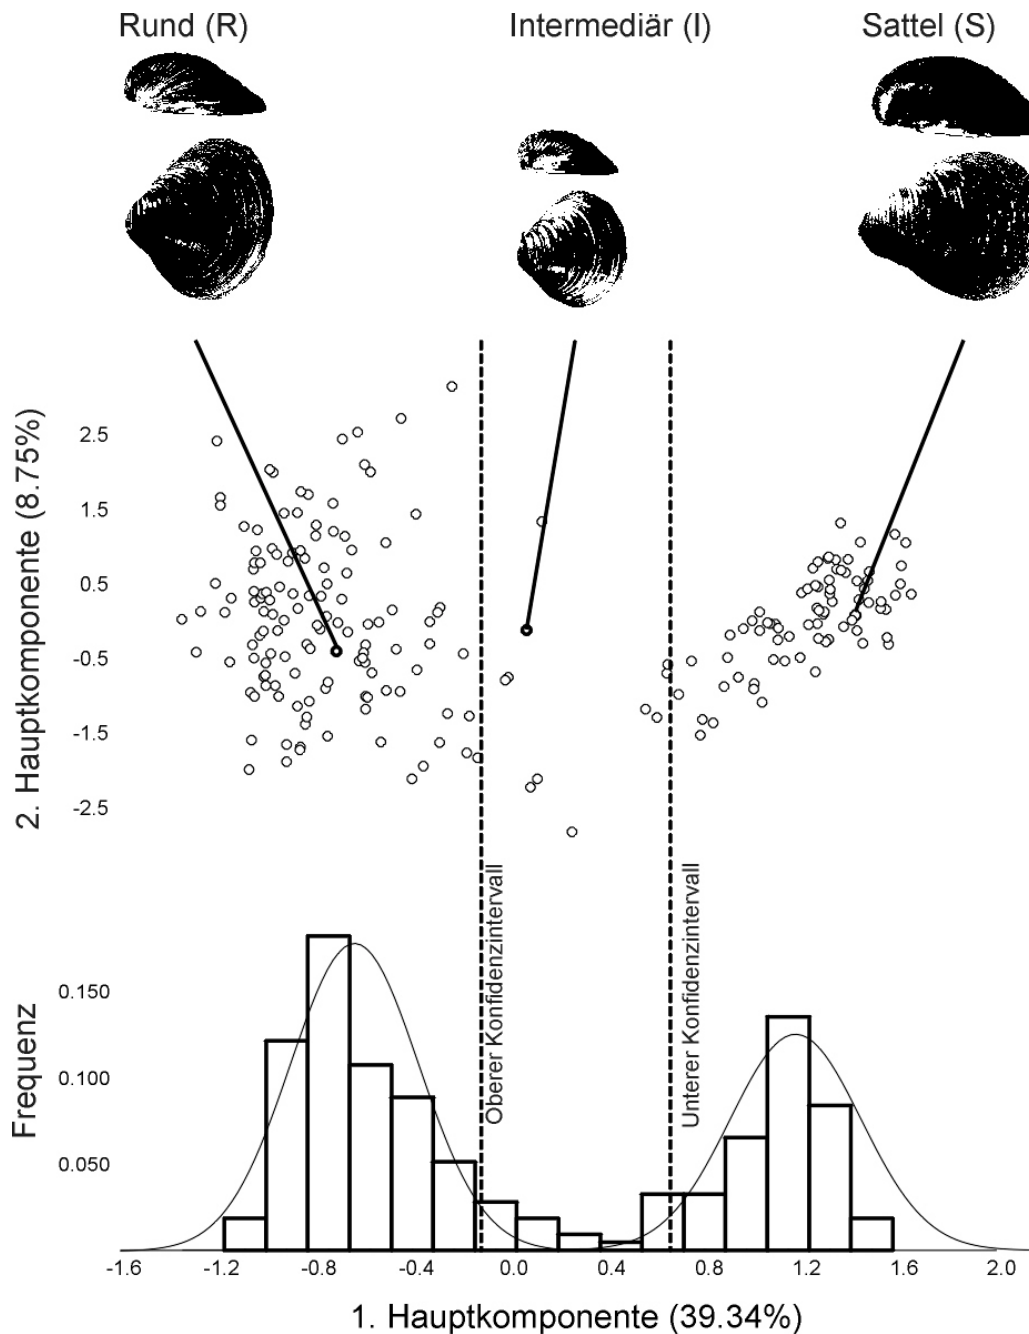 Rund (R)
Intermediär (I)
Sattel (S)
2. Hauptkomponente (8.75%)
2.5
1.5
0.5
-0.5
-1.5
-2.5
Oberer Konfidenzintervall
Unterer Konfidenzintervall
Frequenz
0.150
0.100
0.050
-1.6
-1.2
-0.8
-0.4
0.0
0.4
0.8
1.2
1.6
2.0
1. Hauptkomponente (39.34%)